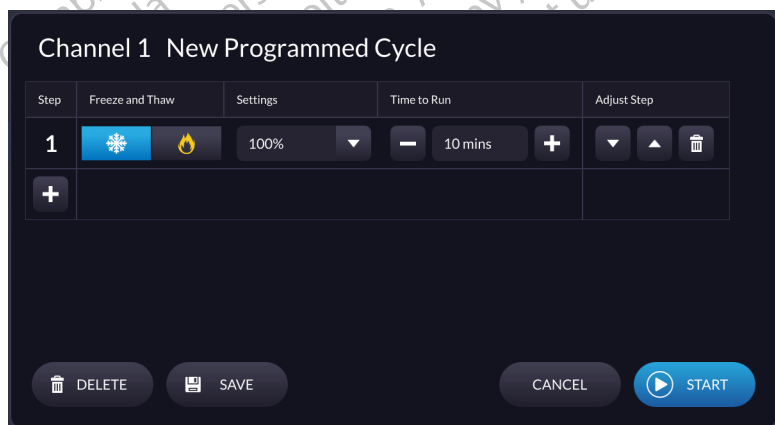 Channel 1 New Programmed Cycle
Step Freeze and Thaw Settings Time to Run Adjust Step
1 100% 10 mins
DELETE SAVE CANCEL START